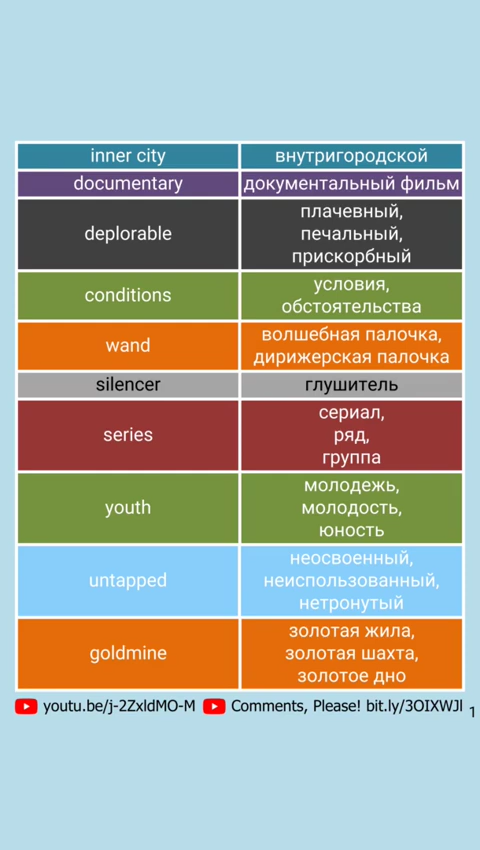 inner city
внутригородской
documentary
документальный фильм
deplorable
плачевный,
печальный,
прискорбный
conditions
условия,
обстоятельства
wand
волшебная палочка,
дирижерская палочка
silencer
глушитель
series
сериал,
ряд,
группа
youth
молодежь,
молодость,
юность
untapped
неосвоенный,
неиспользованный,
нетронутый
goldmine
золотая жила,
золотая шахта,
золотое дно
youtu.be/j-2ZxldMO-M
Comments, Please! bit.ly/3OIXWJl
1